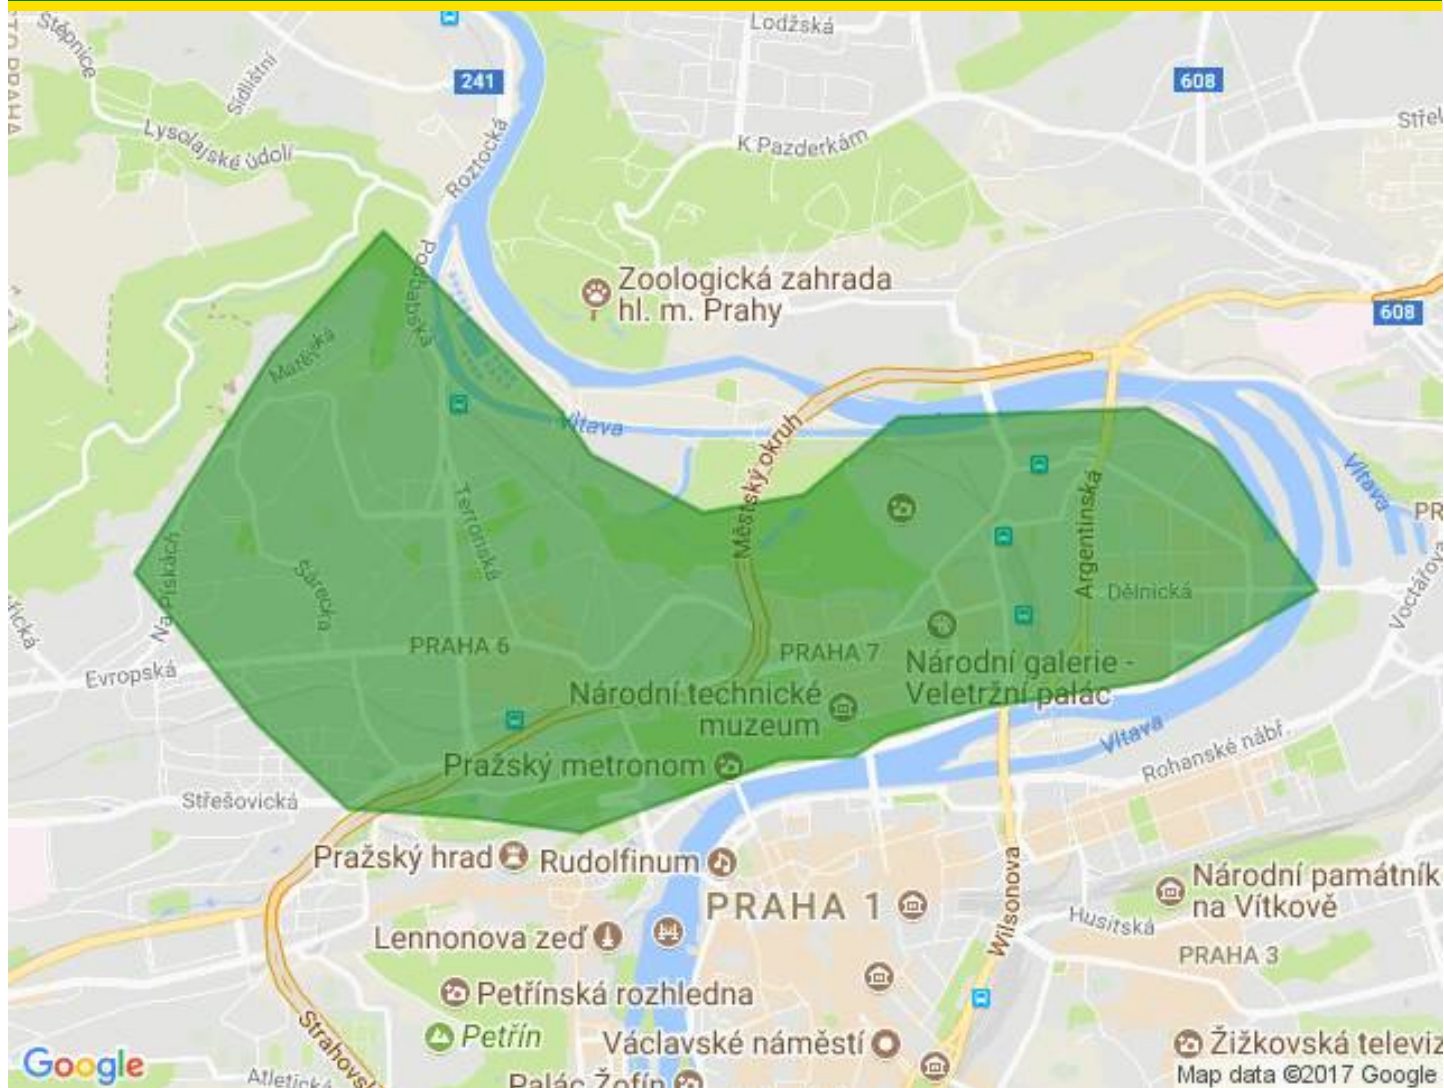 Stěpnice
Sídlištní
241
Lodžská
608
Lysolajské údolí
Roztocká
K Pazderkám
Podbabská
Zoologická zahrada
hl. m. Prahy
608
Matějská
Vltava
Městský okruh
Vltava
Terronská
Argentinská
Na Pískách
Šárecká
Dělnická
Voctářova
Evropská
PRAHA 6
PRAHA 7
Národní galerie -
Veletržní palác
Národní technické
muzeum
Pražský metronom
Vltava
Rohanské nábř.
Střešovická
Pražský hrad
Rudolfinum
PRAHA 1
Wilsonova
Národní památník
na Vítkově
Husitská
PRAHA 3
Lennonova zeď
Petřínská rozhledna
Petřín
Václavské náměstí
Žižkovská televiz
Strahovsk
Atletická
Palác Žofín
Google
Map data ©2017 Google